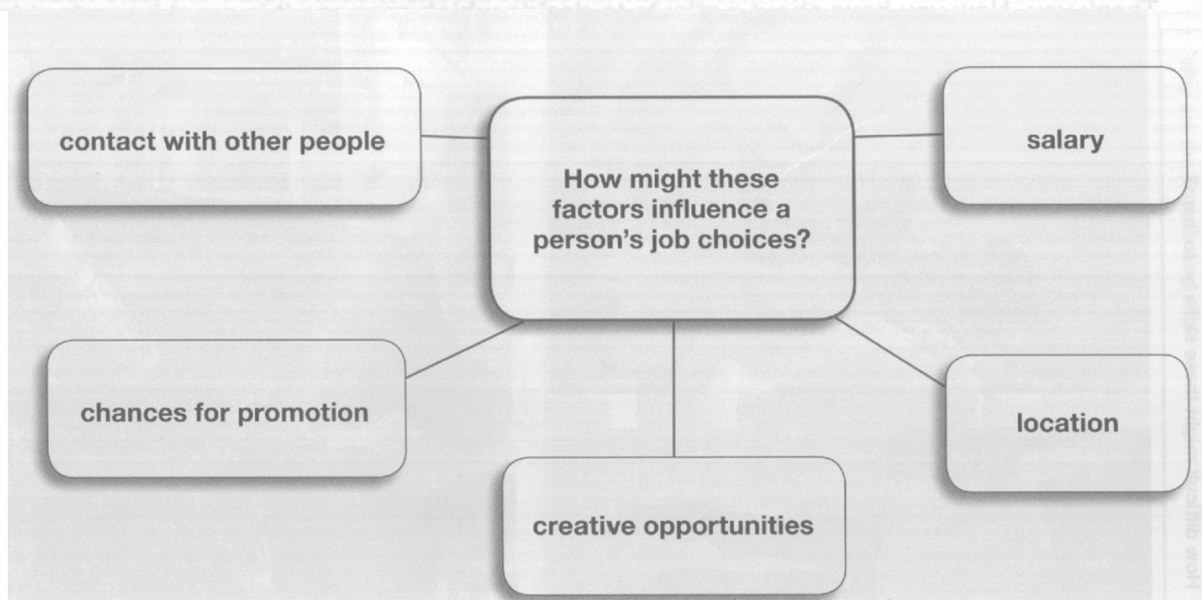 contact with other people
How might these
factors influence a
person's job choices?
salary
chances for promotion
location
creative opportunities